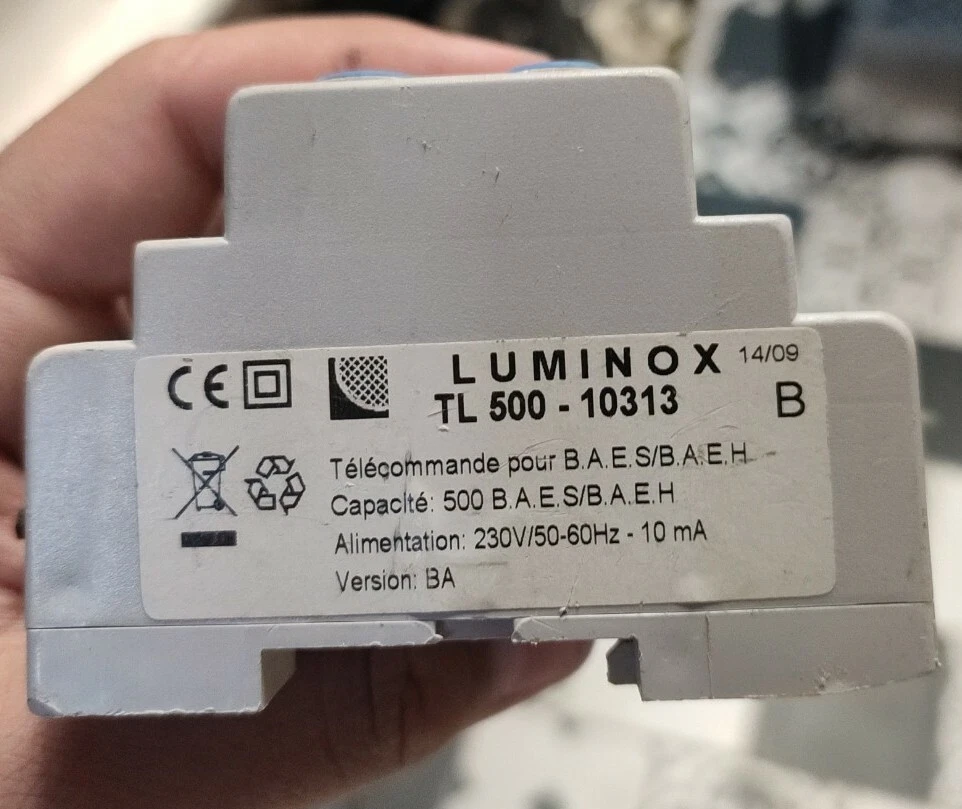 CE LUMINOX 14/09
TL 500 - 10313 B
Télécommande pour B.A.E.S/B.A.E.H
Capacité: 500 B.A.E.S/B.A.E.H
Alimentation: 230V/50-60Hz - 10 mA
Version: BA